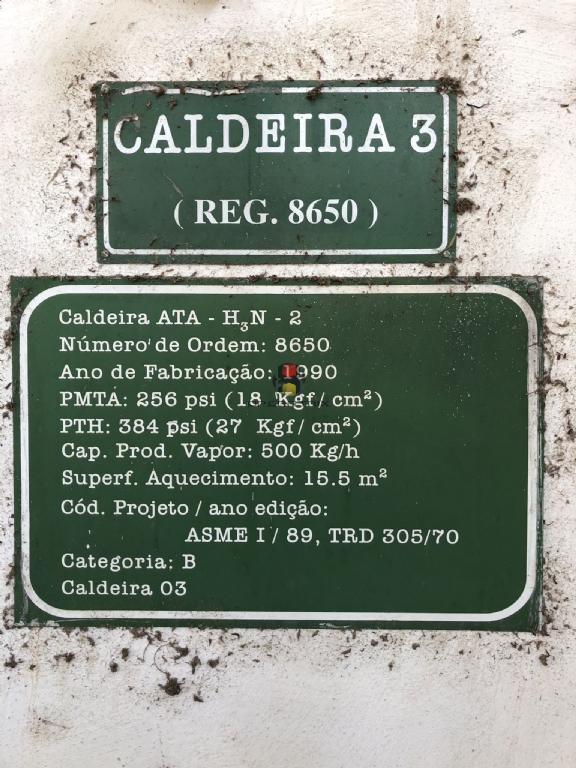 CALDEIRA 3
( REG. 8650 )
Caldeira ATA - H₃N - 2
Número de Ordem: 8650
Ano de Fabricação: 1990
PMTA: 256 psi (18 Kgf / cm²)
PTH: 384 psi (27 Kgf / cm²)
Cap. Prod. Vapor: 500 Kg/h
Superf. Aquecimento: 15.5 m²
Cód. Projeto / ano edição:
ASME I / 89, TRD 305/70
Categoria: B
Caldeira 03